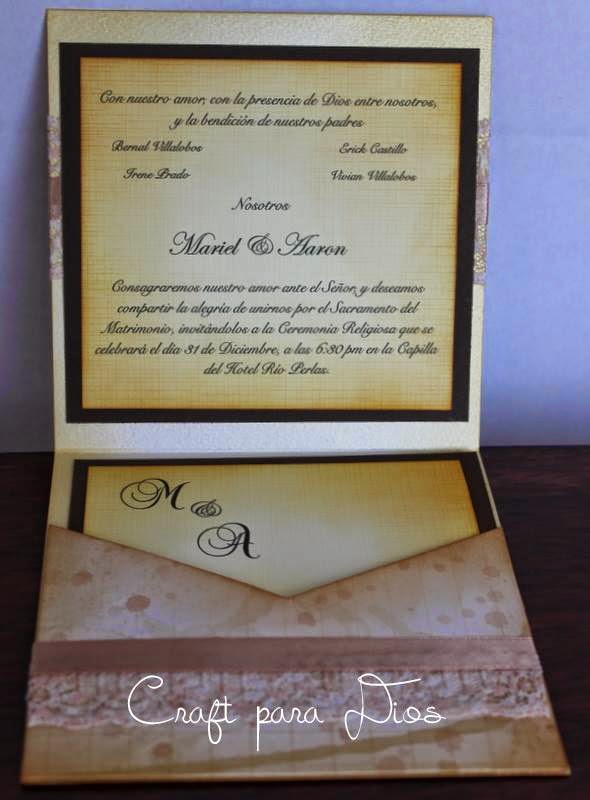 Con nuestro amor, con la presencia de Dios entre nosotros,
y la bendición de nuestros padres
Bernal Villalobos Erick Castillo
Irene Prado Vivian Villalobos
Nosotros
Mariel & Aaron
Consagraremos nuestro amor ante el Señor, y deseamos
compartir la alegría de unirnos por el Sacramento del
Matrimonio, invitándolos a la Ceremonia Religiosa que se
celebrará el día 31 de Diciembre, a las 6:30 pm en la Capilla
del Hotel Río Perlas.
M
&
A
Craft para Dios